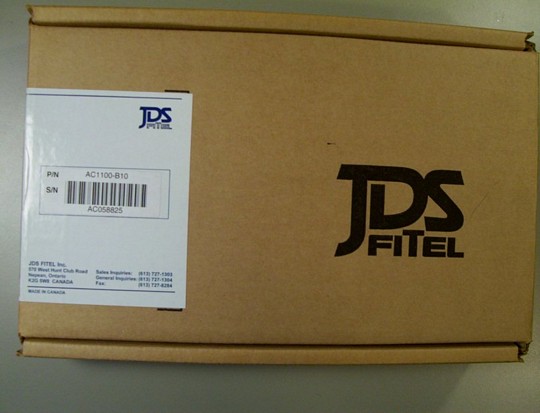 JDS
FITEL
P/N AC1100-B10
S/N
AC058825
JDS FITEL Inc.
570 West Hunt Club Road
Nepean, Ontario
K2G 5W8 CANADA
Sales Inquiries: (613) 727-1303
General Inquiries: (613) 727-1304
Fax: (613) 727-8284
MADE IN CANADA
JDS
FITEL